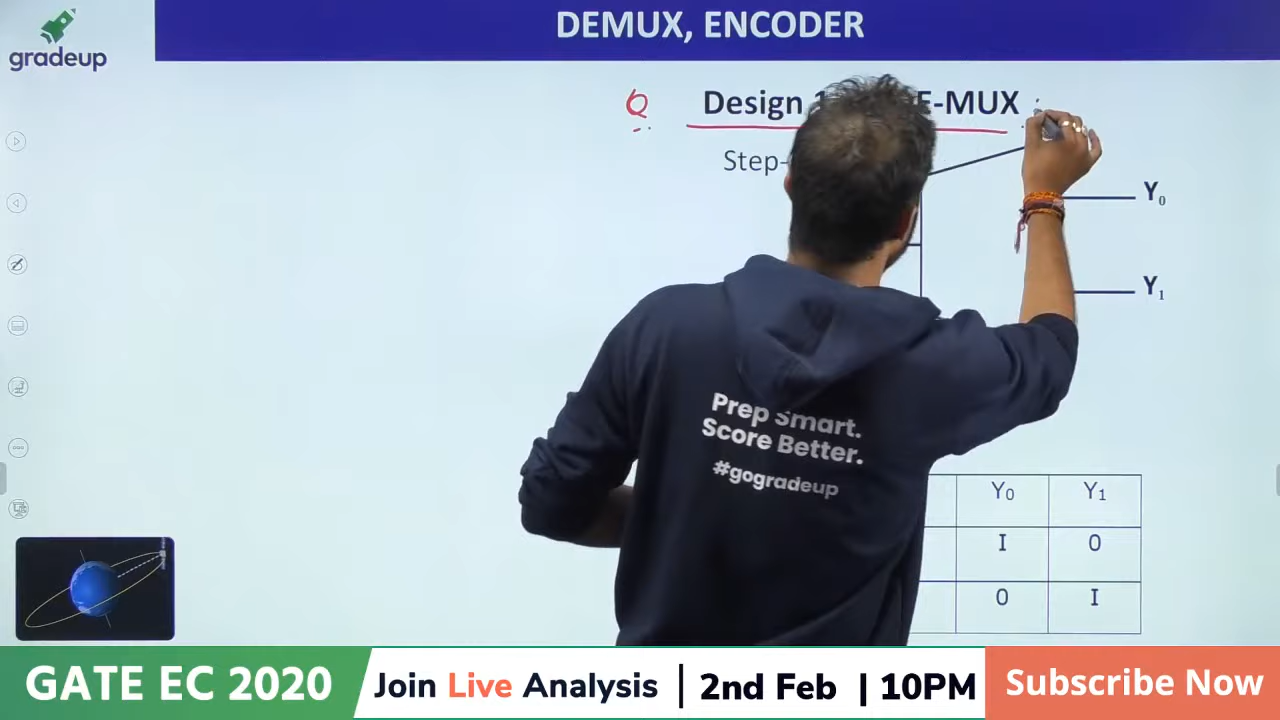 DEMUX, ENCODER
gradeup
Q Design 1 E-MUX :
Step-
Y₀
Y₁
Prep Smart.
Score Better.
#gogradeup
Y₀ Y₁
I 0
0 I
GATE EC 2020 Join Live Analysis | 2nd Feb | 10PM Subscribe Now